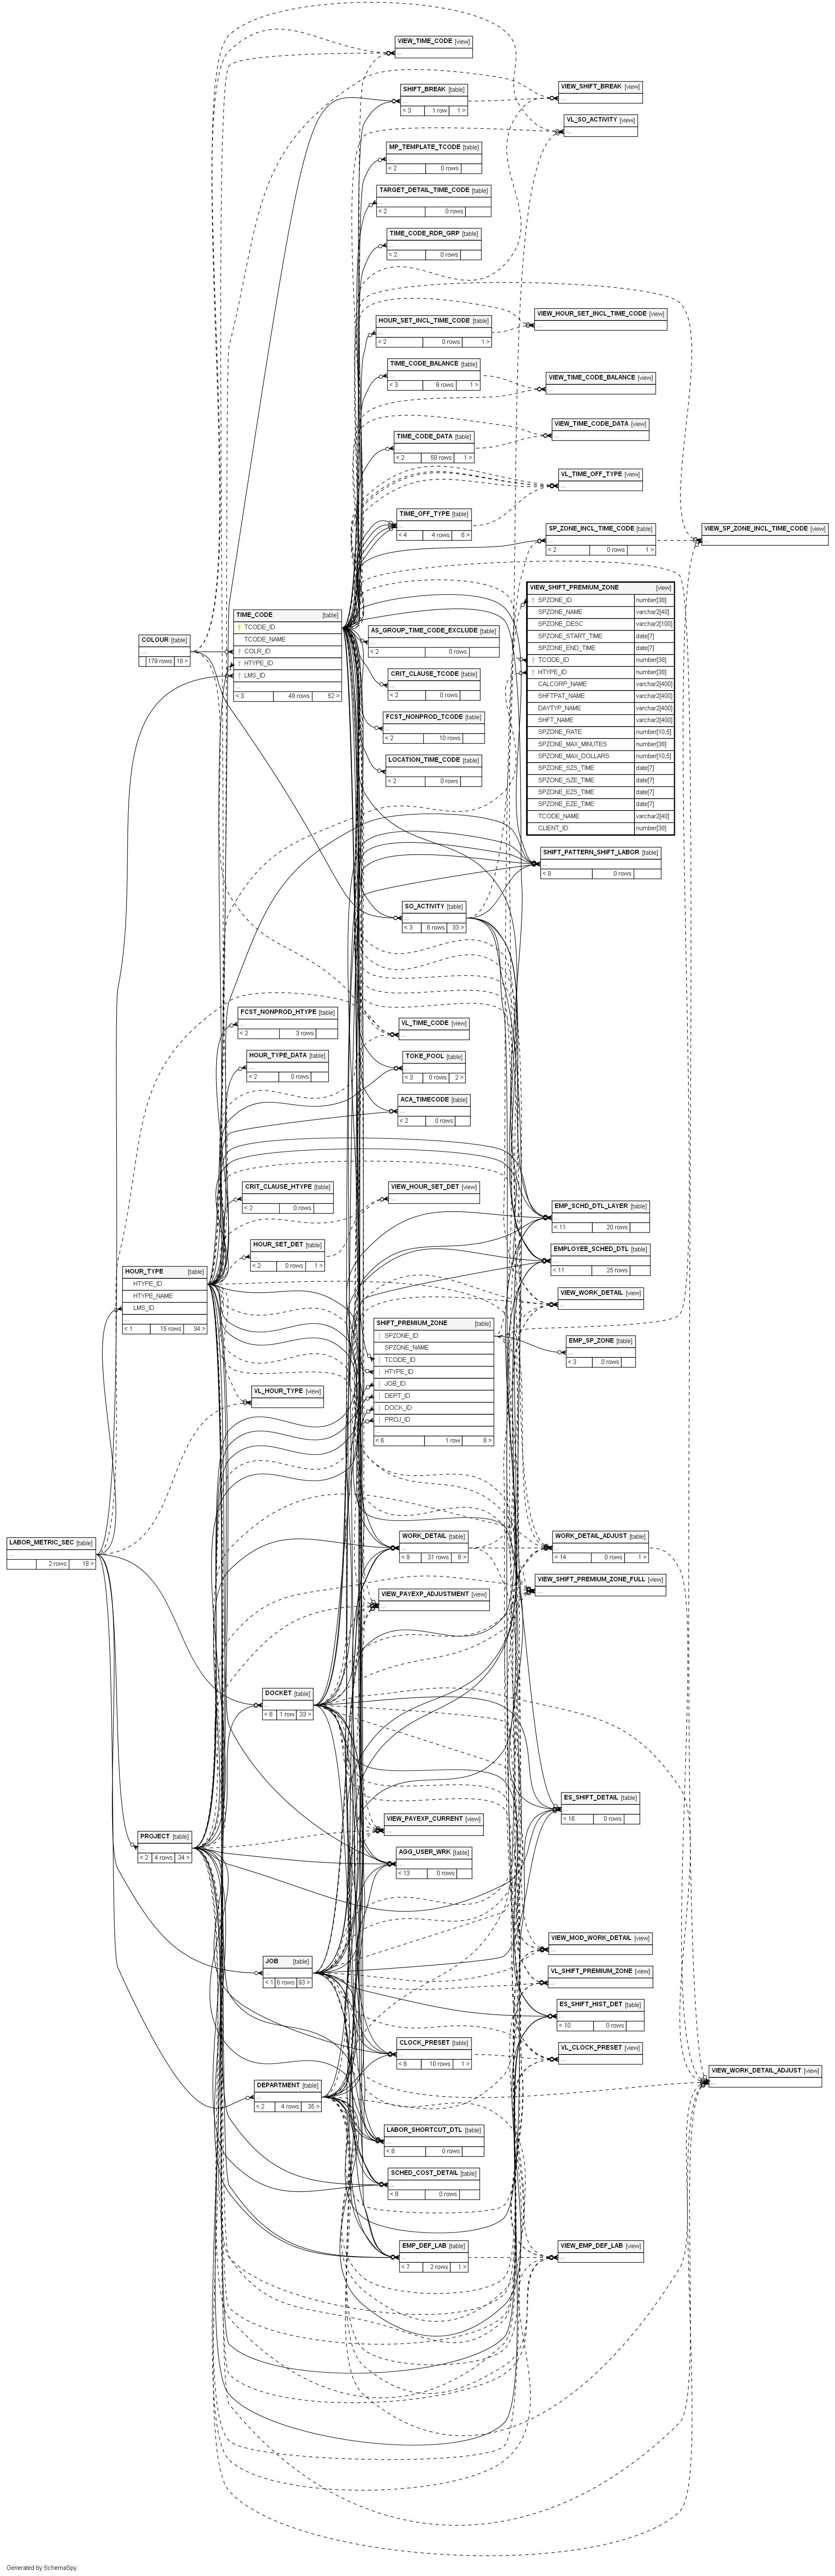 VIEW_TIME_CODE [view]
...
SHIFT_BREAK [table]
...
< 3 1 row 1 >
VIEW_SHIFT_BREAK [view]
...
VL_SO_ACTIVITY [view]
...
MP_TEMPLATE_TCODE [table]
...
< 2 0 rows
TARGET_DETAIL_TIME_CODE [table]
...
< 2 0 rows
TIME_CODE_RDR_GRP [table]
...
< 2 0 rows
VIEW_HOUR_SET_INCL_TIME_CODE [view]
...
HOUR_SET_INCL_TIME_CODE [table]
...
< 2 0 rows 1 >
TIME_CODE_BALANCE [table]
...
< 3 9 rows 1 >
VIEW_TIME_CODE_BALANCE [view]
...
VIEW_TIME_CODE_DATA [view]
...
TIME_CODE_DATA [table]
...
< 2 58 rows 1 >
VL_TIME_OFF_TYPE [view]
...
TIME_OFF_TYPE [table]
...
< 4 4 rows 6 >
SP_ZONE_INCL_TIME_CODE [table]
...
< 2 0 rows 1 >
VIEW_SP_ZONE_INCL_TIME_CODE [view]
...
VIEW_SHIFT_PREMIUM_ZONE [view]
SPZONE_ID number[38]
SPZONE_NAME varchar2[40]
SPZONE_DESC varchar2[100]
SPZONE_START_TIME date[7]
SPZONE_END_TIME date[7]
TCODE_ID number[38]
HTYPE_ID number[38]
CALCGRP_NAME varchar2[400]
SHFTPAT_NAME varchar2[400]
DAYTYP_NAME varchar2[400]
SHFT_NAME varchar2[400]
SPZONE_RATE number[10,5]
SPZONE_MAX_MINUTES number[38]
SPZONE_MAX_DOLLARS number[10,5]
SPZONE_SZS_TIME date[7]
SPZONE_SZE_TIME date[7]
SPZONE_EZS_TIME date[7]
SPZONE_EZE_TIME date[7]
TCODE_NAME varchar2[40]
CLIENT_ID number[38]
TIME_CODE [table]
TCODE_ID
TCODE_NAME
COLR_ID
HTYPE_ID
LMS_ID
...
< 3 49 rows 52 >
COLOUR [table]
...
179 rows 18 >
AS_GROUP_TIME_CODE_EXCLUDE [table]
...
< 2 0 rows
CRIT_CLAUSE_TCODE [table]
...
< 2 0 rows
FCST_NONPROD_TCODE [table]
...
< 2 10 rows
LOCATION_TIME_CODE [table]
...
< 2 0 rows
SHIFT_PATTERN_SHIFT_LABOR [table]
...
< 9 0 rows
SO_ACTIVITY [table]
...
< 3 6 rows 33 >
FCST_NONPROD_HTYPE [table]
...
< 2 3 rows
VL_TIME_CODE [view]
...
HOUR_TYPE_DATA [table]
...
< 2 0 rows
TOKE_POOL [table]
...
< 3 0 rows 2 >
ACA_TIMECODE [table]
...
< 2 0 rows
CRIT_CLAUSE_HTYPE [table]
...
< 2 0 rows
VIEW_HOUR_SET_DET [view]
...
EMP_SCHD_DTL_LAYER [table]
...
< 11 20 rows
HOUR_SET_DET [table]
...
< 2 0 rows 1 >
EMPLOYEE_SCHED_DTL [table]
...
< 11 25 rows
HOUR_TYPE [table]
HTYPE_ID
HTYPE_NAME
LMS_ID
...
< 1 15 rows 34 >
VIEW_WORK_DETAIL [view]
...
SHIFT_PREMIUM_ZONE [table]
SPZONE_ID
SPZONE_NAME
TCODE_ID
HTYPE_ID
JOB_ID
DEPT_ID
DOCK_ID
PROJ_ID
...
< 6 1 row 6 >
EMP_SP_ZONE [table]
...
< 3 0 rows
VL_HOUR_TYPE [view]
...
LABOR_METRIC_SEC [table]
...
2 rows 18 >
WORK_DETAIL [table]
...
< 9 31 rows 6 >
WORK_DETAIL_ADJUST [table]
...
< 14 0 rows 1 >
VIEW_SHIFT_PREMIUM_ZONE_FULL [view]
...
VIEW_PAYEXP_ADJUSTMENT [view]
...
DOCKET [table]
...
< 6 1 row 33 >
ES_SHIFT_DETAIL [table]
...
< 16 0 rows
VIEW_PAYEXP_CURRENT [view]
...
PROJECT [table]
...
< 2 4 rows 34 >
AGG_USER_WRK [table]
...
< 13 0 rows
VIEW_MOD_WORK_DETAIL [view]
...
JOB [table]
...
< 1 6 rows 93 >
VL_SHIFT_PREMIUM_ZONE [view]
...
ES_SHIFT_HIST_DET [table]
...
< 10 0 rows
CLOCK_PRESET [table]
...
< 6 10 rows 1 >
VL_CLOCK_PRESET [view]
...
VIEW_WORK_DETAIL_ADJUST [view]
...
DEPARTMENT [table]
...
< 2 4 rows 35 >
LABOR_SHORTCUT_DTL [table]
...
< 8 0 rows
SCHED_COST_DETAIL [table]
...
< 8 0 rows
EMP_DEF_LAB [table]
...
< 7 2 rows 1 >
VIEW_EMP_DEF_LAB [view]
...
Generated by SchemaSpy